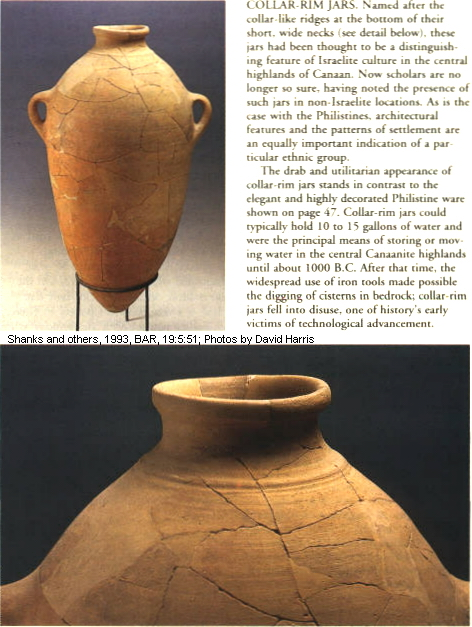 COLLAR-RIM JARS. Named after the
collar-like ridges at the bottom of their
short, wide necks (see detail below), these
jars had been thought to be a distinguish-
ing feature of Israelite culture in the central
highlands of Canaan. Now scholars are no
longer so sure, having noted the presence of
such jars in non-Israelite locations. As is the
case with the Philistines, architectural
features and the patterns of settlement are
an equally important indication of a par-
ticular ethnic group.
The drab and utilitarian appearance of
collar-rim jars stands in contrast to the
elegant and highly decorated Philistine ware
shown on page 47. Collar-rim jars could
typically hold 10 to 15 gallons of water and
were the principal means of storing or mov-
ing water in the central Canaanite highlands
until about 1000 B.C. After that time, the
widespread use of iron tools made possible
the digging of cisterns in bedrock; collar-rim
jars fell into disuse, one of history's early
victims of technological advancement.
Shanks and others, 1993, BAR, 19:5:51; Photos by David Harris